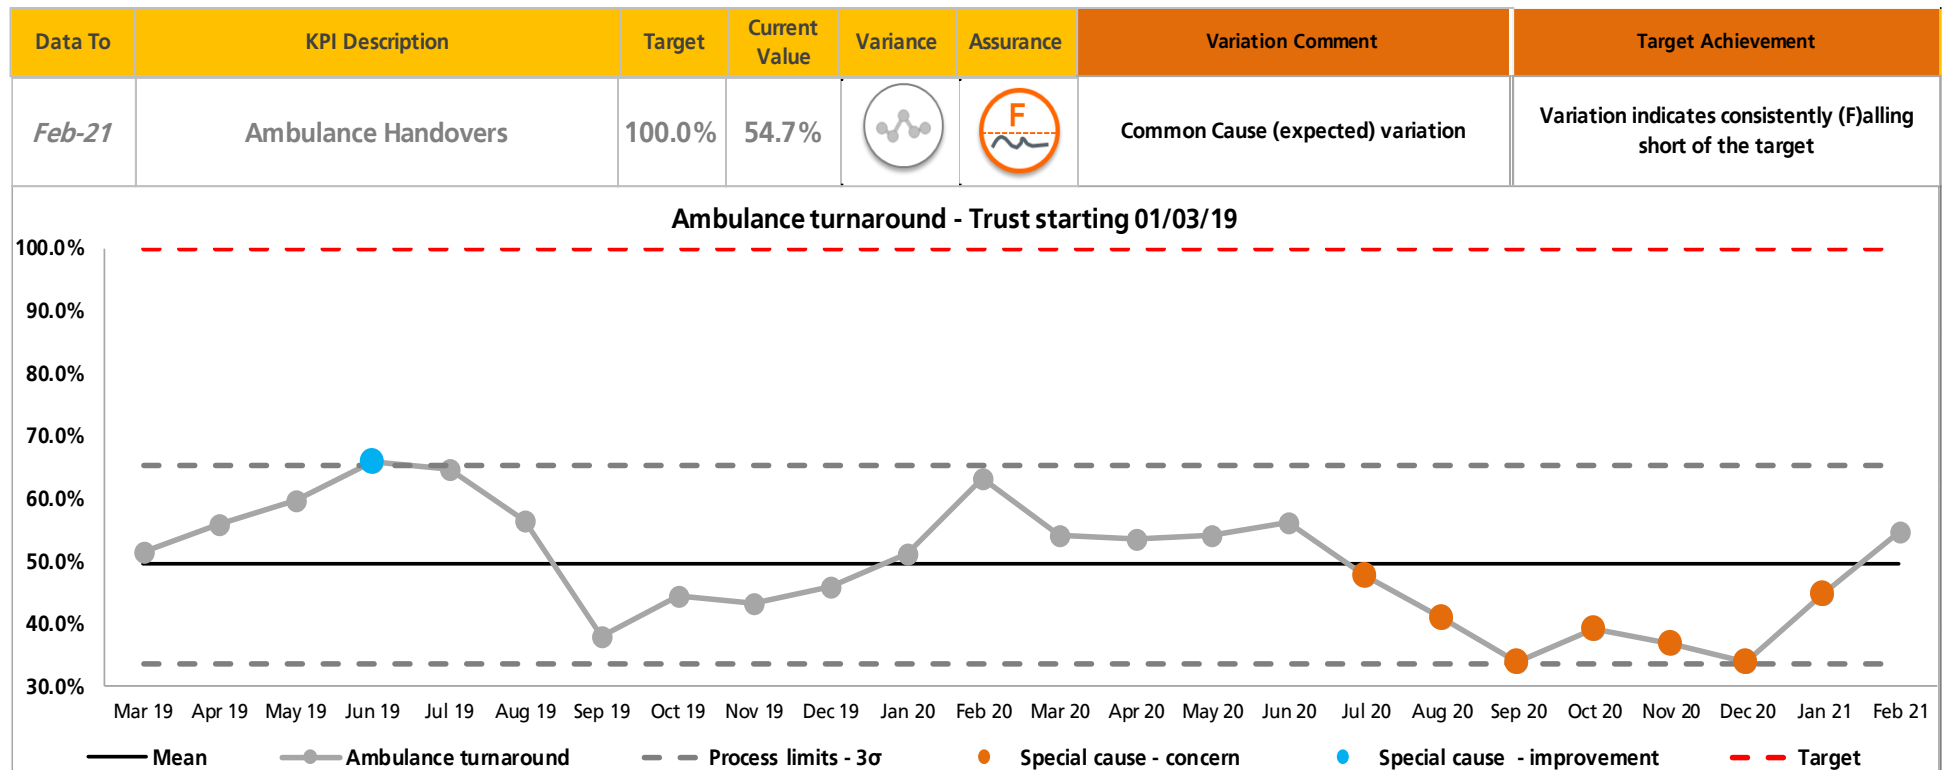 Data To KPI Description Target Current Value Variance Assurance Variation Comment Target Achievement
Feb-21 Ambulance Handovers 100.0% 54.7% F Common Cause (expected) variation Variation indicates consistently (F)alling
short of the target
Ambulance turnaround - Trust starting 01/03/19
100.0%
90.0%
80.0%
70.0%
60.0%
50.0%
40.0%
30.0%
Mar 19 Apr 19 May 19 Jun 19 Jul 19 Aug 19 Sep 19 Oct 19 Nov 19 Dec 19 Jan 20 Feb 20 Mar 20 Apr 20 May 20 Jun 20 Jul 20 Aug 20 Sep 20 Oct 20 Nov 20 Dec 20 Jan 21 Feb 21
Mean Ambulance turnaround Process limits - 3σ Special cause - concern Special cause - improvement Target